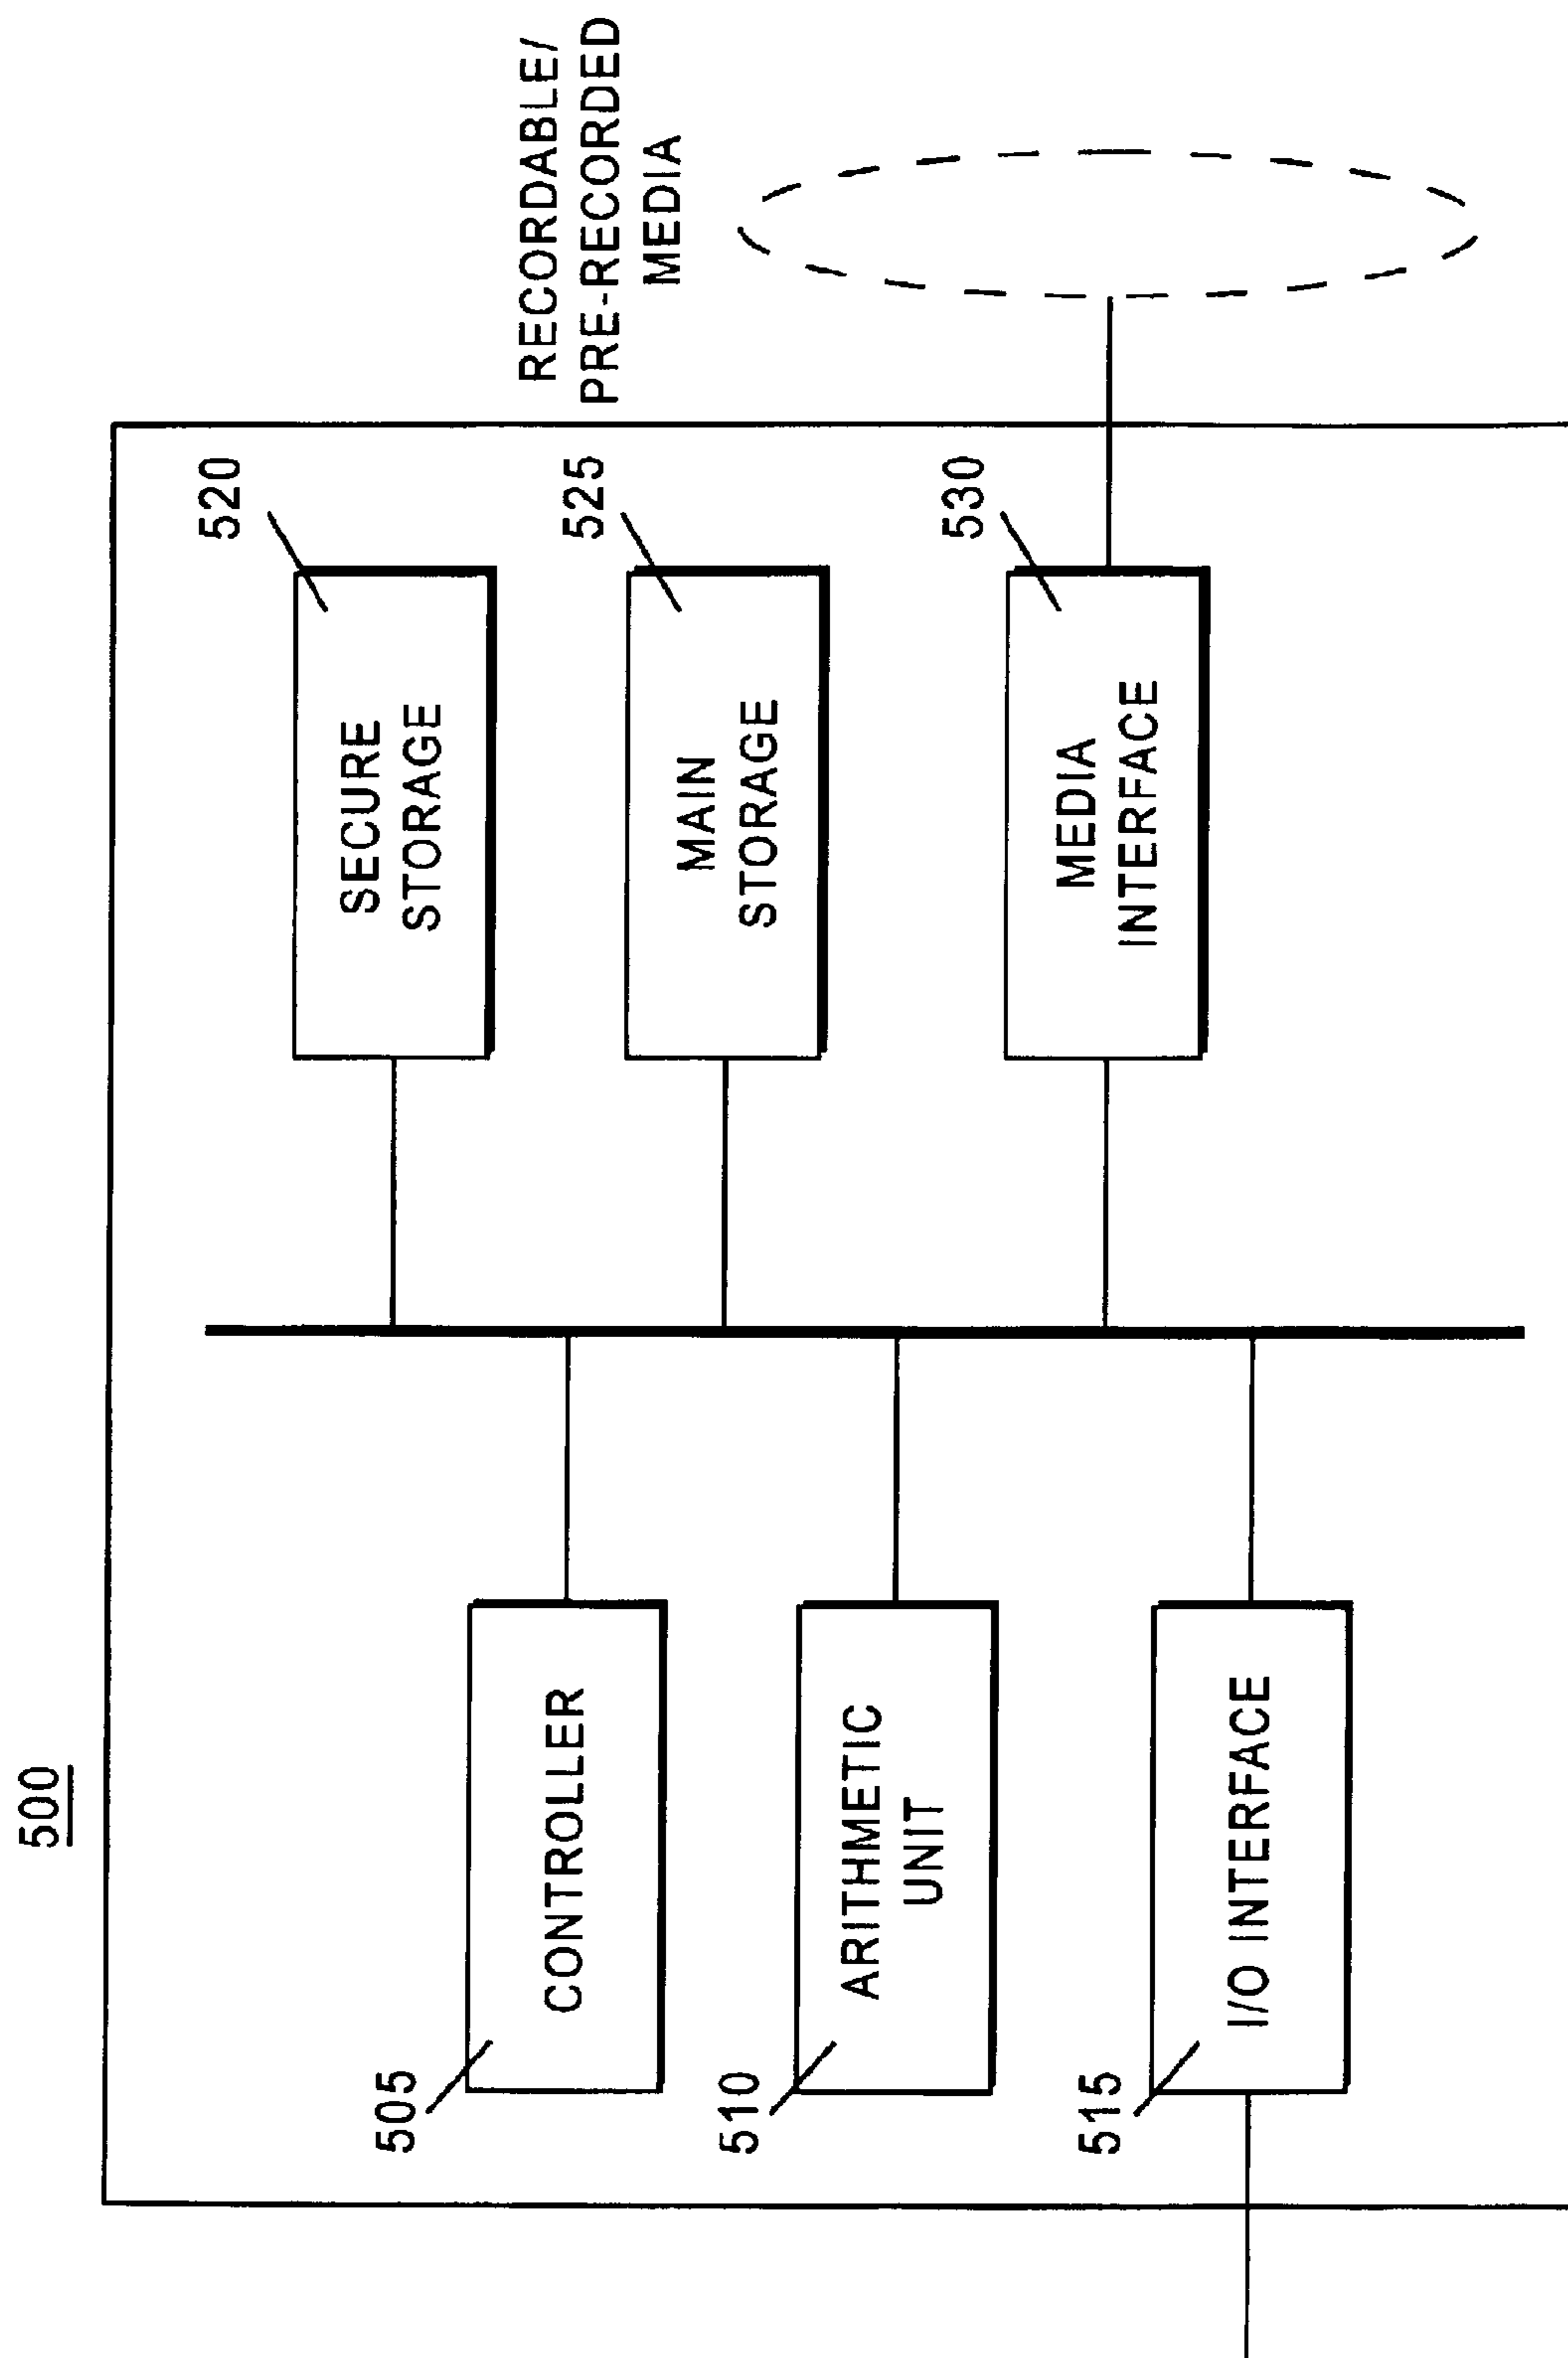 500
RECORDABLE/
PRE-RECORDED
MEDIA
505
CONTROLLER
520
SECURE
STORAGE
510
ARITHMETIC
UNIT
525
MAIN
STORAGE
515
I/O INTERFACE
530
MEDIA
INTERFACE